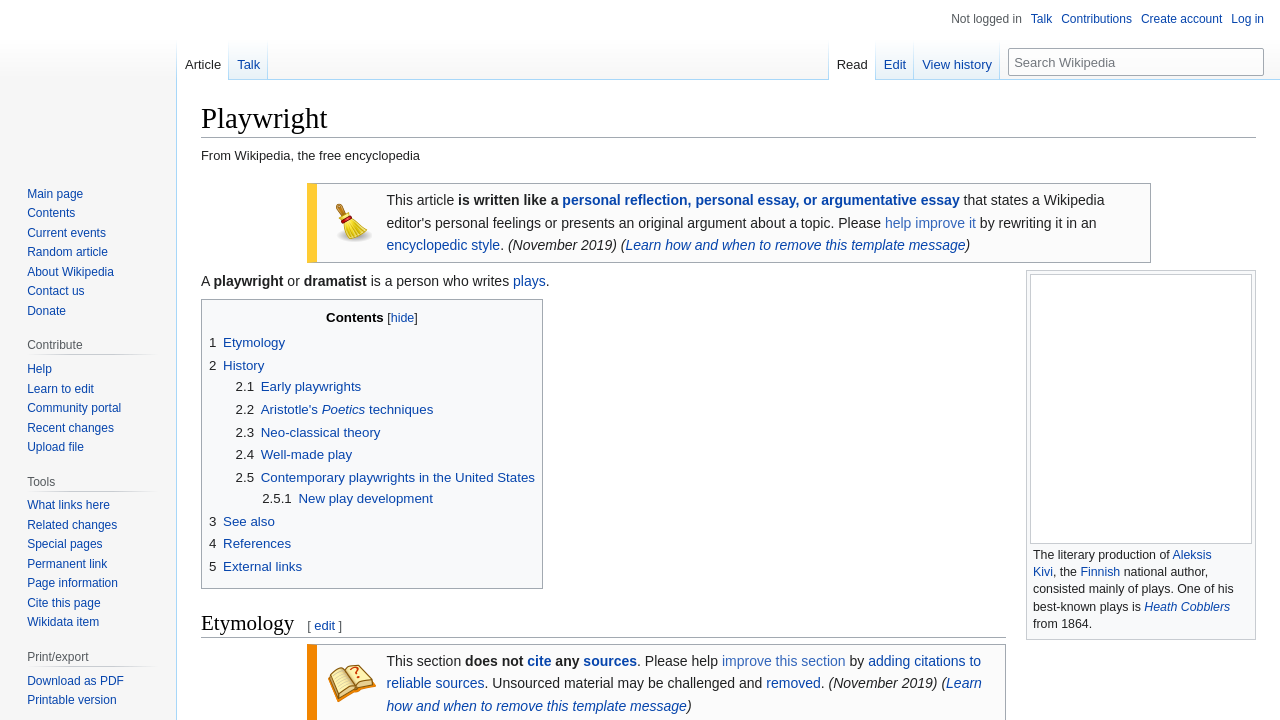 Not logged in Talk Contributions Create account Log in
Article Talk Read Edit View history Search Wikipedia
Playwright
From Wikipedia, the free encyclopedia
Main page
Contents
Current events
Random article
About Wikipedia
Contact us
Donate
Contribute
Help
Learn to edit
Community portal
Recent changes
Upload file
Tools
What links here
Related changes
Special pages
Permanent link
Page information
Cite this page
Wikidata item
Print/export
Download as PDF
Printable version
This article is written like a personal reflection, personal essay, or argumentative essay that states a Wikipedia
editor's personal feelings or presents an original argument about a topic. Please help improve it by rewriting it in an
encyclopedic style. (November 2019) (Learn how and when to remove this template message)
A playwright or dramatist is a person who writes plays.
Contents [hide]
1 Etymology
2 History
2.1 Early playwrights
2.2 Aristotle's Poetics techniques
2.3 Neo-classical theory
2.4 Well-made play
2.5 Contemporary playwrights in the United States
2.5.1 New play development
3 See also
4 References
5 External links
The literary production of Aleksis
Kivi, the Finnish national author,
consisted mainly of plays. One of his
best-known plays is Heath Cobblers
from 1864.
Etymology [ edit ]
This section does not cite any sources. Please help improve this section by adding citations to
reliable sources. Unsourced material may be challenged and removed. (November 2019) (Learn
how and when to remove this template message)